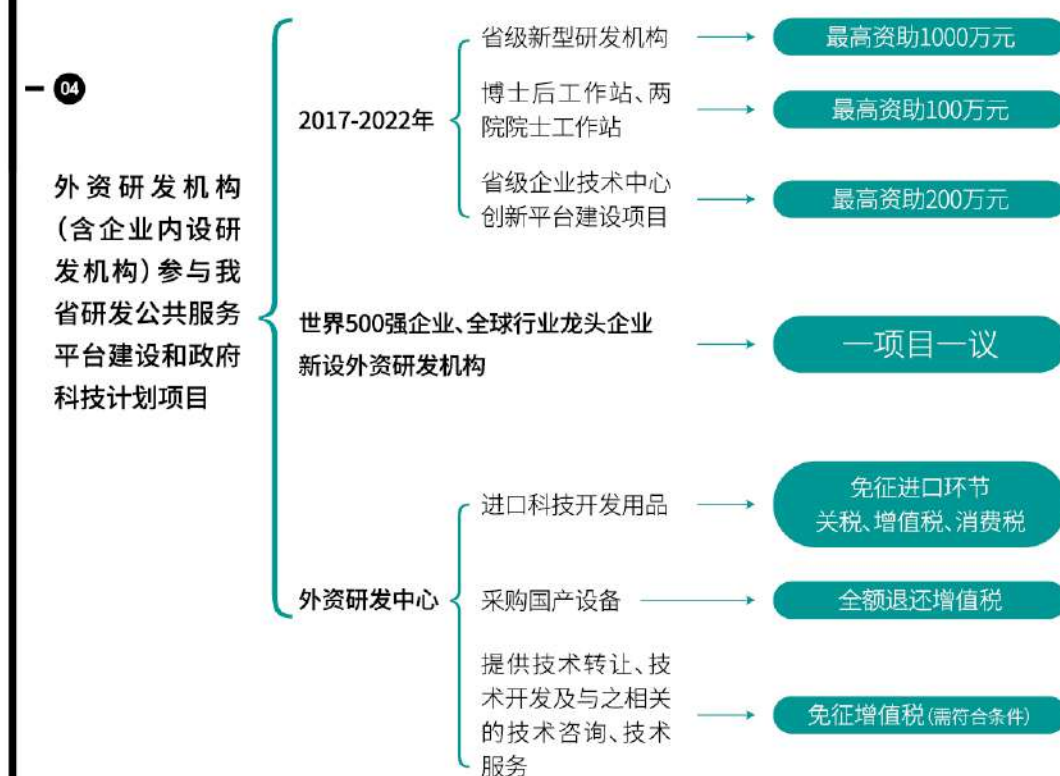 04
外资研发机构
(含企业内设研
发机构)参与我
省研发公共服务
平台建设和政府
科技计划项目
2017-2022年
省级新型研发机构
最高资助1000万元
博士后工作站、两
院院士工作站
最高资助100万元
省级企业技术中心
创新平台建设项目
最高资助200万元
世界500强企业、全球行业龙头企业
新设外资研发机构
一项目一议
外资研发中心
进口科技开发用品
免征进口环节
关税、增值税、消费税
采购国产设备
全额退还增值税
提供技术转让、技
术开发及与之相关
的技术咨询、技术
服务
免征增值税(需符合条件)